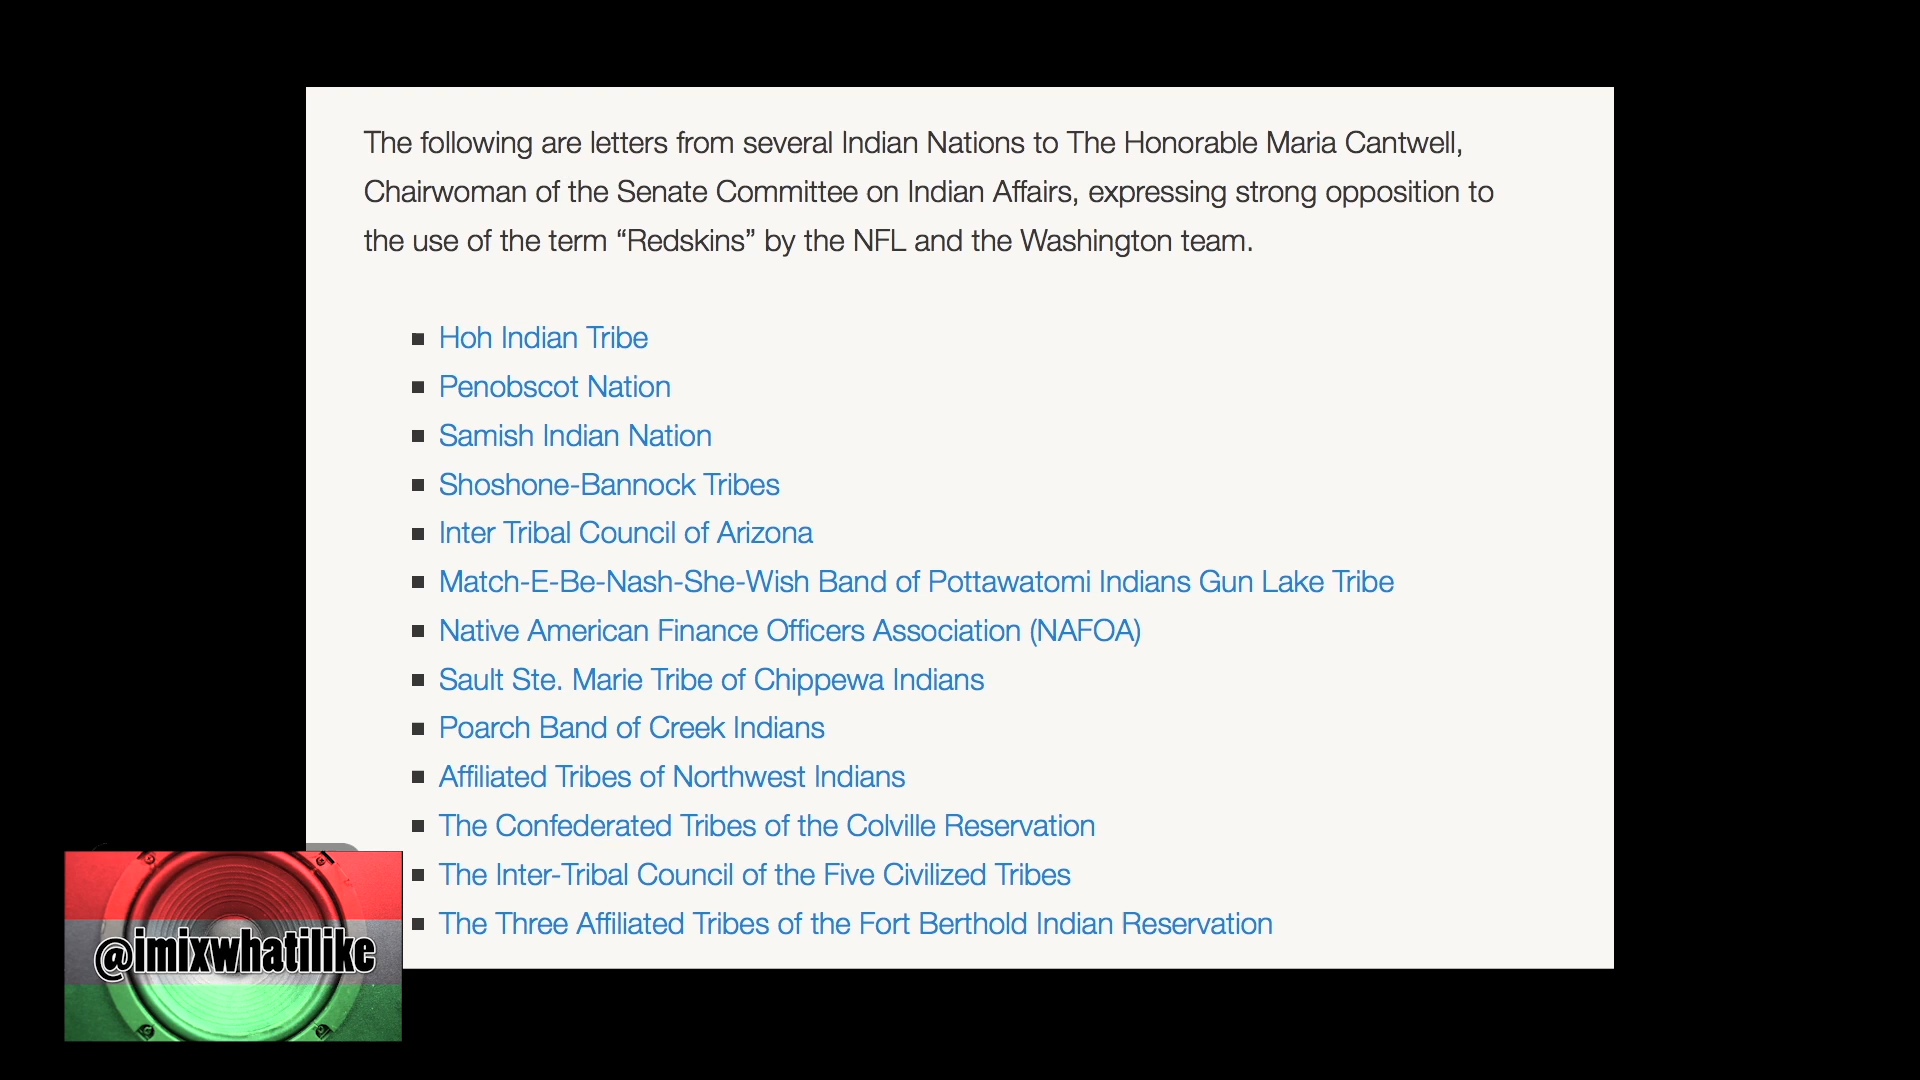 The following are letters from several Indian Nations to The Honorable Maria Cantwell,
Chairwoman of the Senate Committee on Indian Affairs, expressing strong opposition to
the use of the term “Redskins” by the NFL and the Washington team.
Hoh Indian Tribe
Penobscot Nation
Samish Indian Nation
Shoshone-Bannock Tribes
Inter Tribal Council of Arizona
Match-E-Be-Nash-She-Wish Band of Pottawatomi Indians Gun Lake Tribe
Native American Finance Officers Association (NAFOA)
Sault Ste. Marie Tribe of Chippewa Indians
Poarch Band of Creek Indians
Affiliated Tribes of Northwest Indians
The Confederated Tribes of the Colville Reservation
The Inter-Tribal Council of the Five Civilized Tribes
The Three Affiliated Tribes of the Fort Berthold Indian Reservation
@imixwhatilike